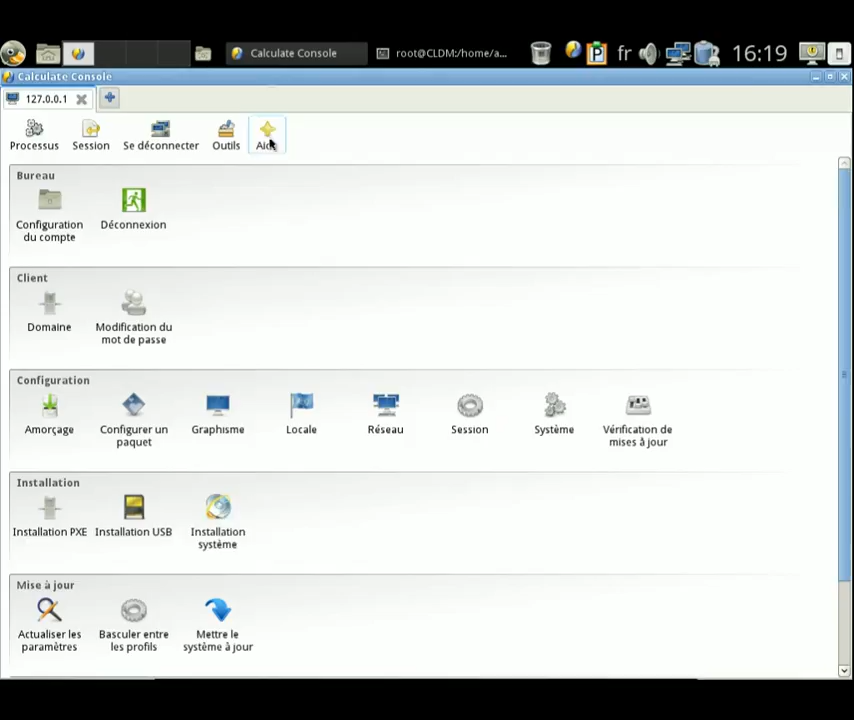 Calculate Console
root@CLDM:/home/a...
fr
16:19
Calculate Console
127.0.0.1
Processus
Session
Se déconnecter
Outils
Bureau
Configuration
du compte
Déconnexion
Client
Domaine
Modification du
mot de passe
Configuration
Amorçage
Configurer un
paquet
Graphisme
Locale
Réseau
Session
Système
Vérification de
mises à jour
Installation
Installation PXE
Installation USB
Installation
système
Mise à jour
Actualiser les
paramètres
Basculer entre
les profils
Mettre le
système à jour